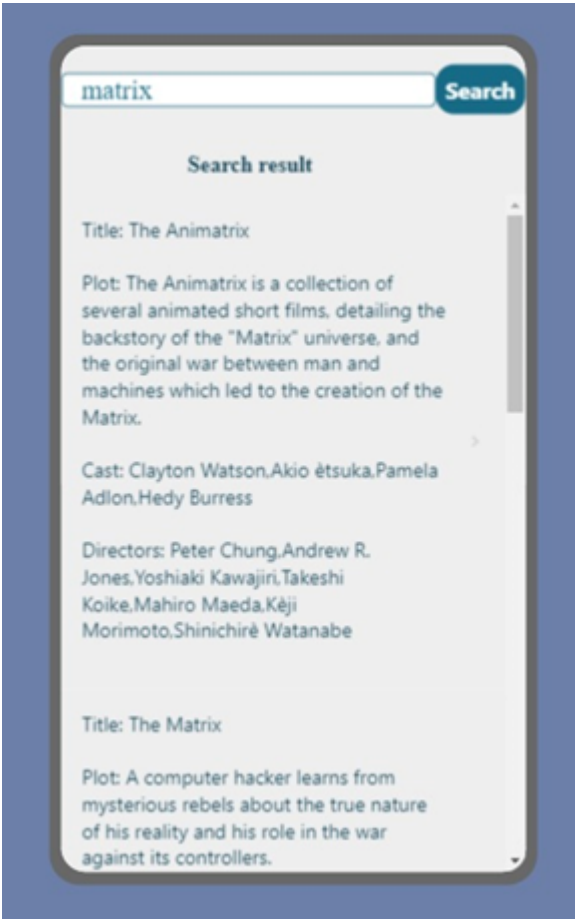 matrix
Search
Search result
Title: The Animatrix
Plot: The Animatrix is a collection of
several animated short films, detailing the
backstory of the "Matrix" universe, and
the original war between man and
machines which led to the creation of the
Matrix.
Cast: Clayton Watson,Akio ètsuka,Pamela
Adlon,Hedy Burress
Directors: Peter Chung,Andrew R.
Jones,Yoshiaki Kawajiri,Takeshi
Koike,Mahiro Maeda,Kèji
Morimoto,Shinichirè Watanabe
Title: The Matrix
Plot: A computer hacker learns from
mysterious rebels about the true nature
of his reality and his role in the war
against its controllers.